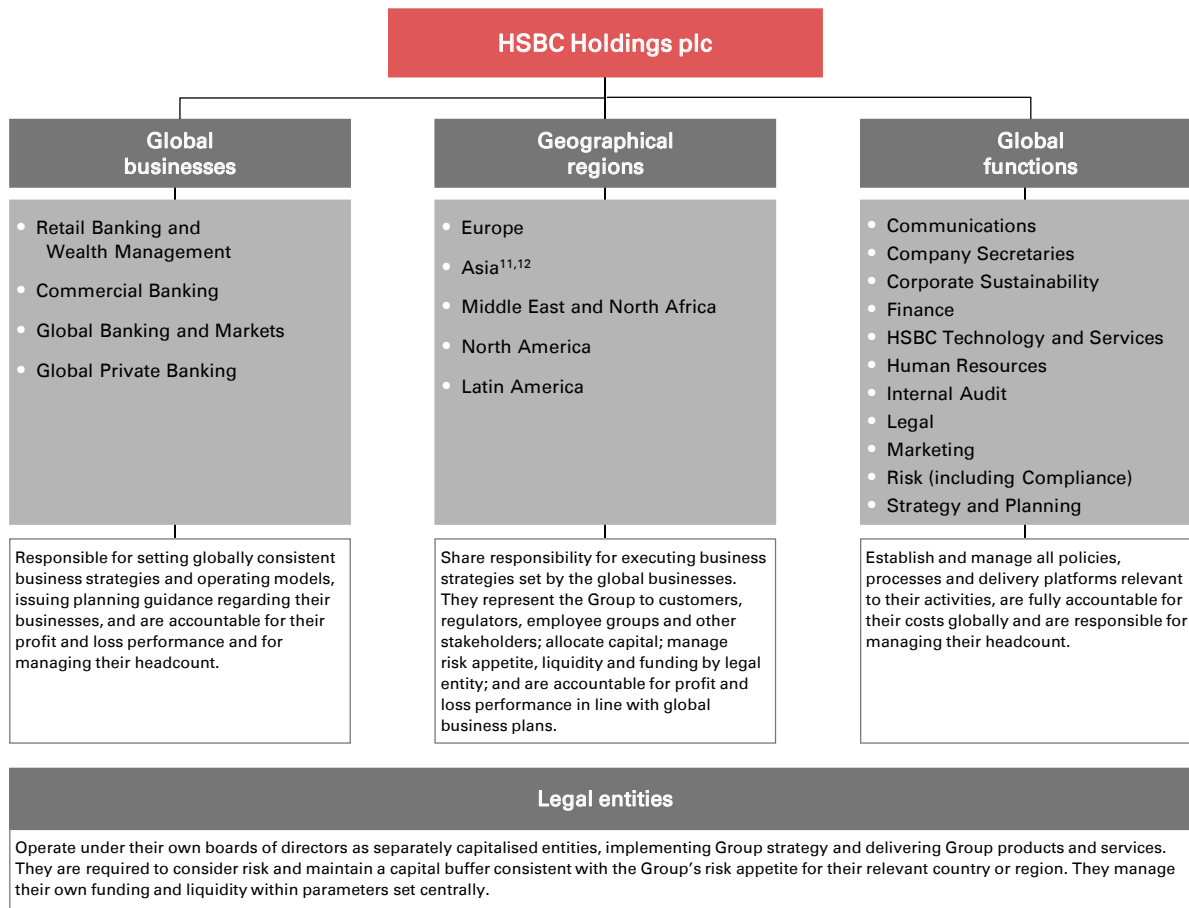 HSBC Holdings plc
Global
businesses
• Retail Banking and
Wealth Management
• Commercial Banking
• Global Banking and Markets
• Global Private Banking
Responsible for setting globally consistent
business strategies and operating models,
issuing planning guidance regarding their
businesses, and are accountable for their
profit and loss performance and for
managing their headcount.
Geographical
regions
• Europe
• Asia11,12
• Middle East and North Africa
• North America
• Latin America
Share responsibility for executing business
strategies set by the global businesses.
They represent the Group to customers,
regulators, employee groups and other
stakeholders; allocate capital; manage
risk appetite, liquidity and funding by legal
entity; and are accountable for profit and
loss performance in line with global
business plans.
Global
functions
• Communications
• Company Secretaries
• Corporate Sustainability
• Finance
• HSBC Technology and Services
• Human Resources
• Internal Audit
• Legal
• Marketing
• Risk (including Compliance)
• Strategy and Planning
Establish and manage all policies,
processes and delivery platforms relevant
to their activities, are fully accountable for
their costs globally and are responsible for
managing their headcount.
Legal entities
Operate under their own boards of directors as separately capitalised entities, implementing Group strategy and delivering Group products and services.
They are required to consider risk and maintain a capital buffer consistent with the Group's risk appetite for their relevant country or region. They manage
their own funding and liquidity within parameters set centrally.